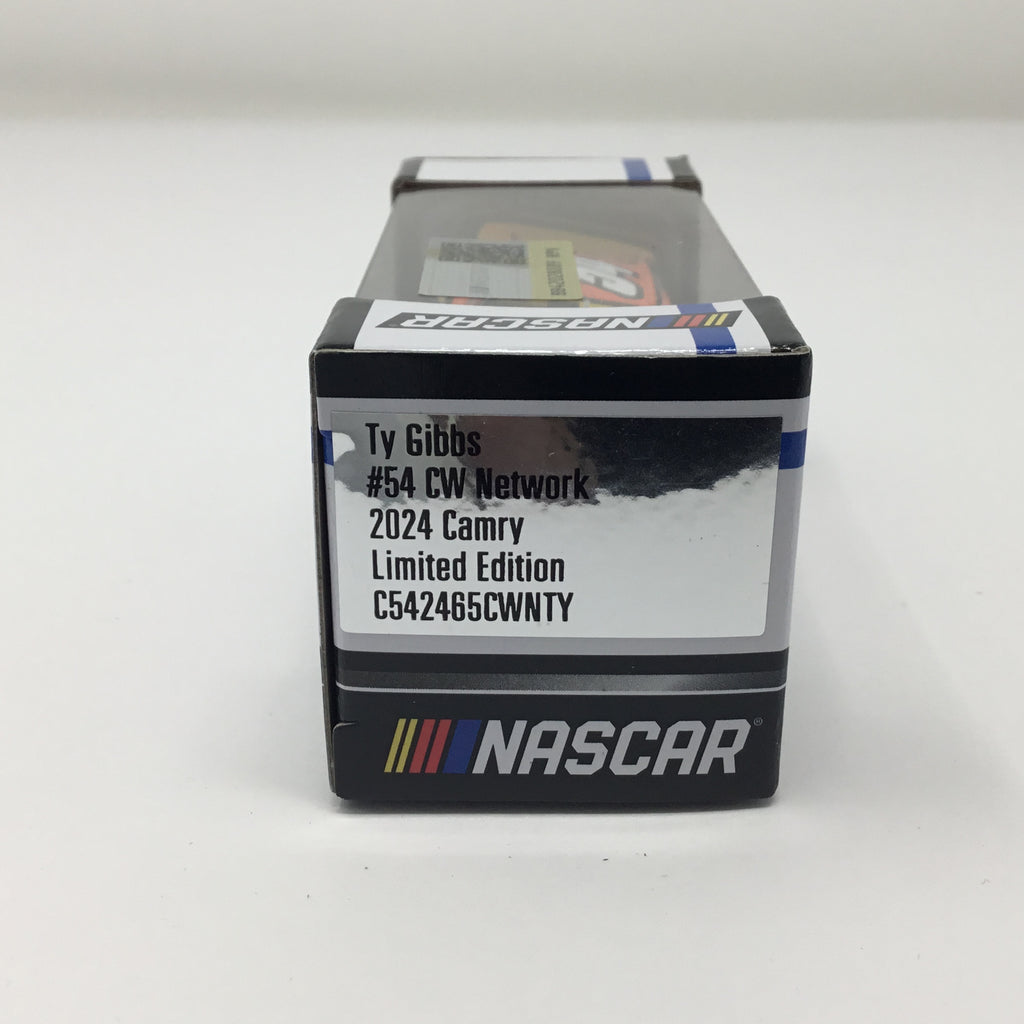 NASCAR
Ty Gibbs
#54 CW Network
2024 Camry
Limited Edition
C542465CWNTY
NASCAR®